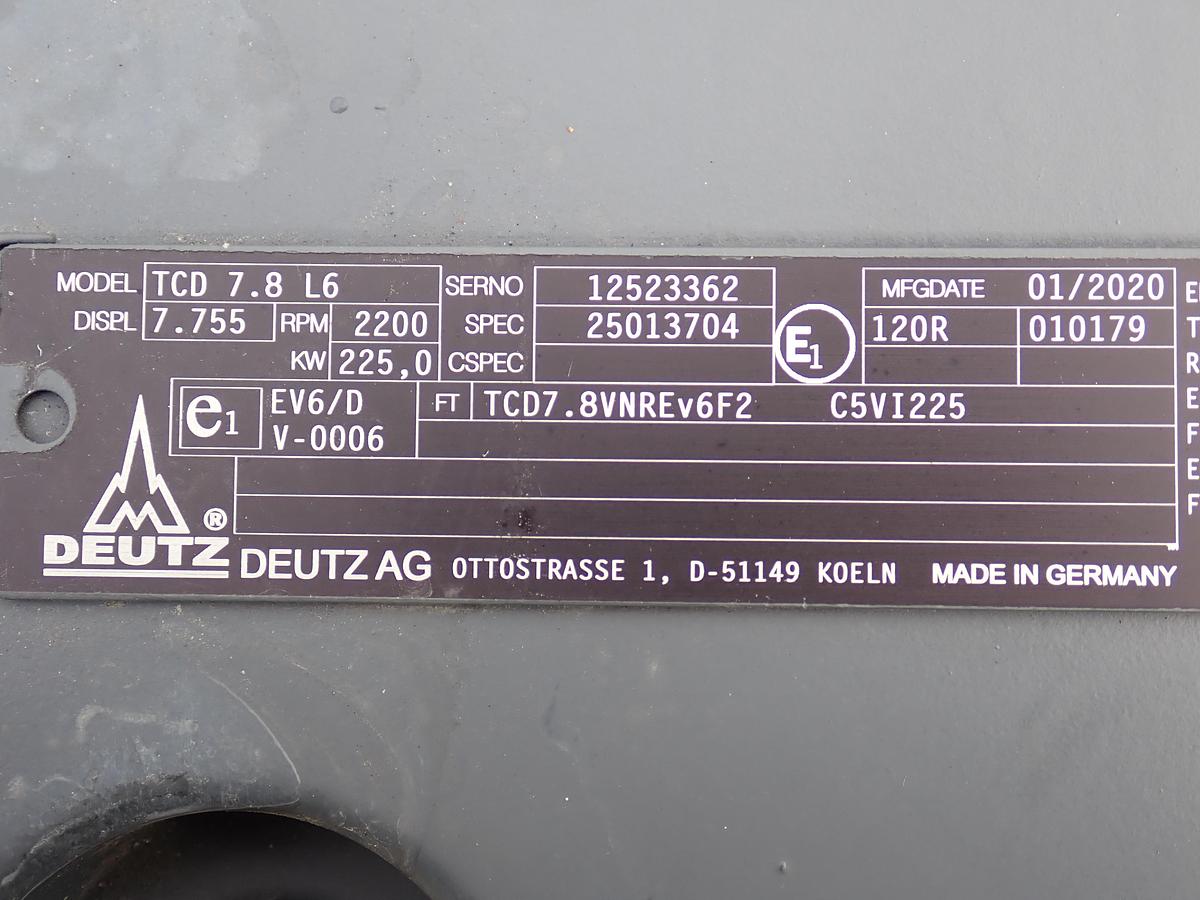 MODEL TCD 7.8 L6 SERNO 12523362 MFGDATE 01/2020
DISPL 7.755 RPM 2200 SPEC 25013704 E1 120R 010179
KW 225,0 CSPEC
e1 EV6/D FT TCD7.8VNREv6F2 C5VI225
V-0006
DEUTZ ® DEUTZ AG OTTOSTRASSE 1, D-51149 KOELN MADE IN GERMANY